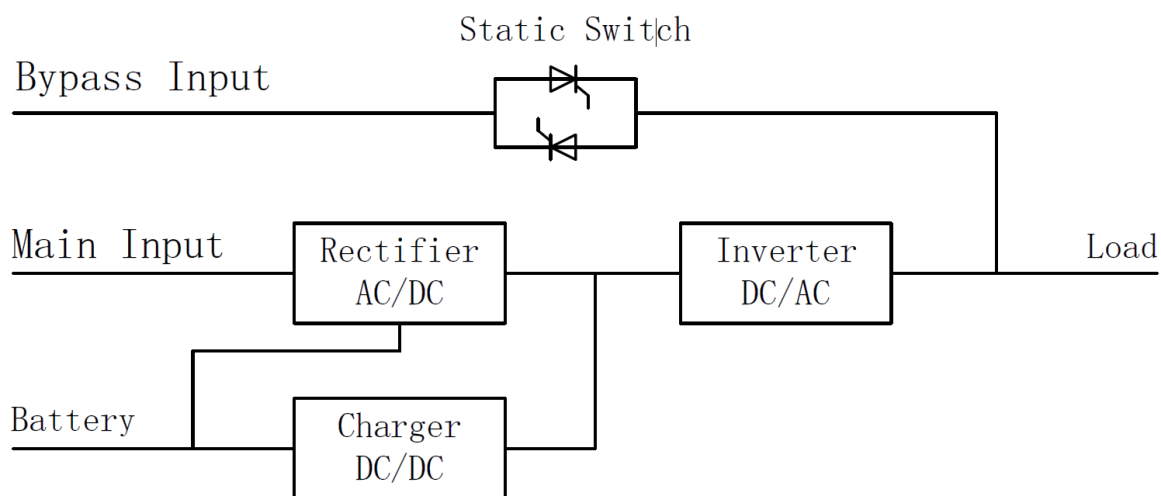 Static Switch
Bypass Input
Main Input
Rectifier
AC/DC
Inverter
DC/AC
Load
Battery
Charger
DC/DC